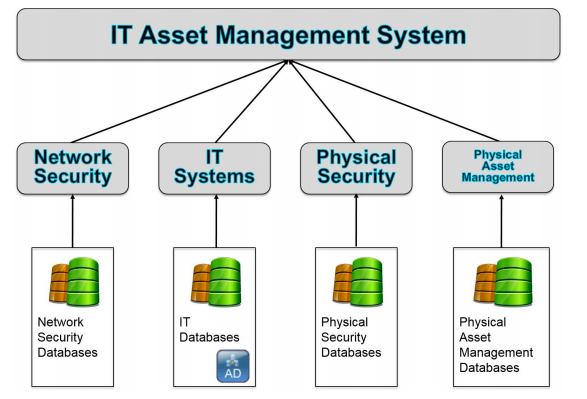 IT Asset Management System
Network
Security
IT
Systems
Physical
Security
Physical
Asset
Management
Network
Security
Databases
IT
Databases
AD
Physical
Security
Databases
Physical
Asset
Management
Databases